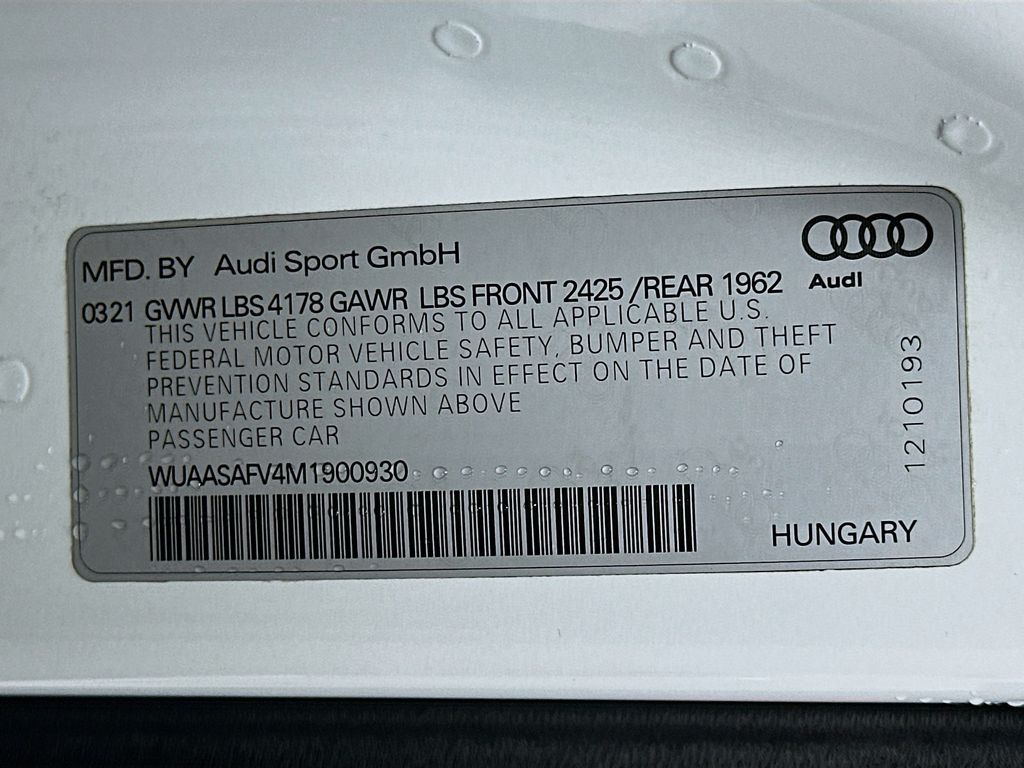 MFD. BY Audi Sport GmbH
Audi
0321 GVWR LBS 4178 GAWR LBS FRONT 2425 /REAR 1962
THIS VEHICLE CONFORMS TO ALL APPLICABLE U.S.
FEDERAL MOTOR VEHICLE SAFETY, BUMPER AND THEFT
PREVENTION STANDARDS IN EFFECT ON THE DATE OF
MANUFACTURE SHOWN ABOVE
PASSENGER CAR
WUAASAFV4M1900930
HUNGARY
1210193